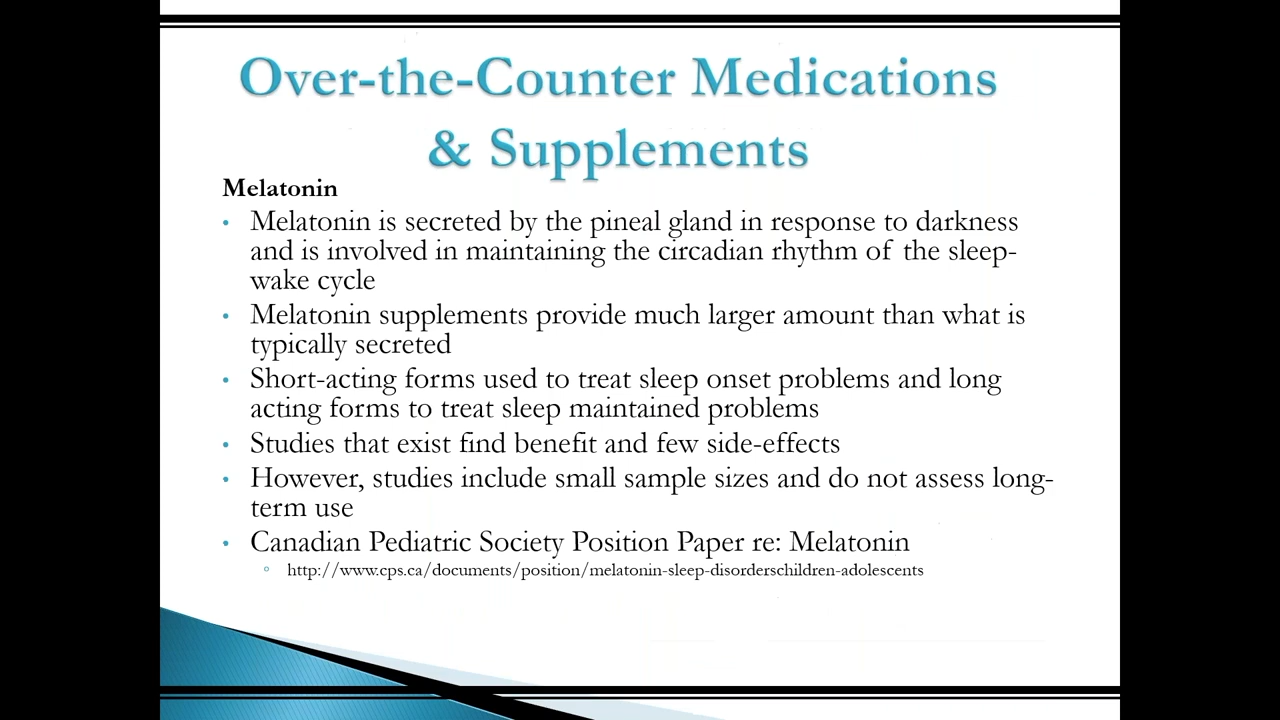 Over-the-Counter Medications
& Supplements
Melatonin
• Melatonin is secreted by the pineal gland in response to darkness
and is involved in maintaining the circadian rhythm of the sleep-
wake cycle
• Melatonin supplements provide much larger amount than what is
typically secreted
• Short-acting forms used to treat sleep onset problems and long
acting forms to treat sleep maintained problems
• Studies that exist find benefit and few side-effects
• However, studies include small sample sizes and do not assess long-
term use
• Canadian Pediatric Society Position Paper re: Melatonin
◦ http://www.cps.ca/documents/position/melatonin-sleep-disorderschildren-adolescents